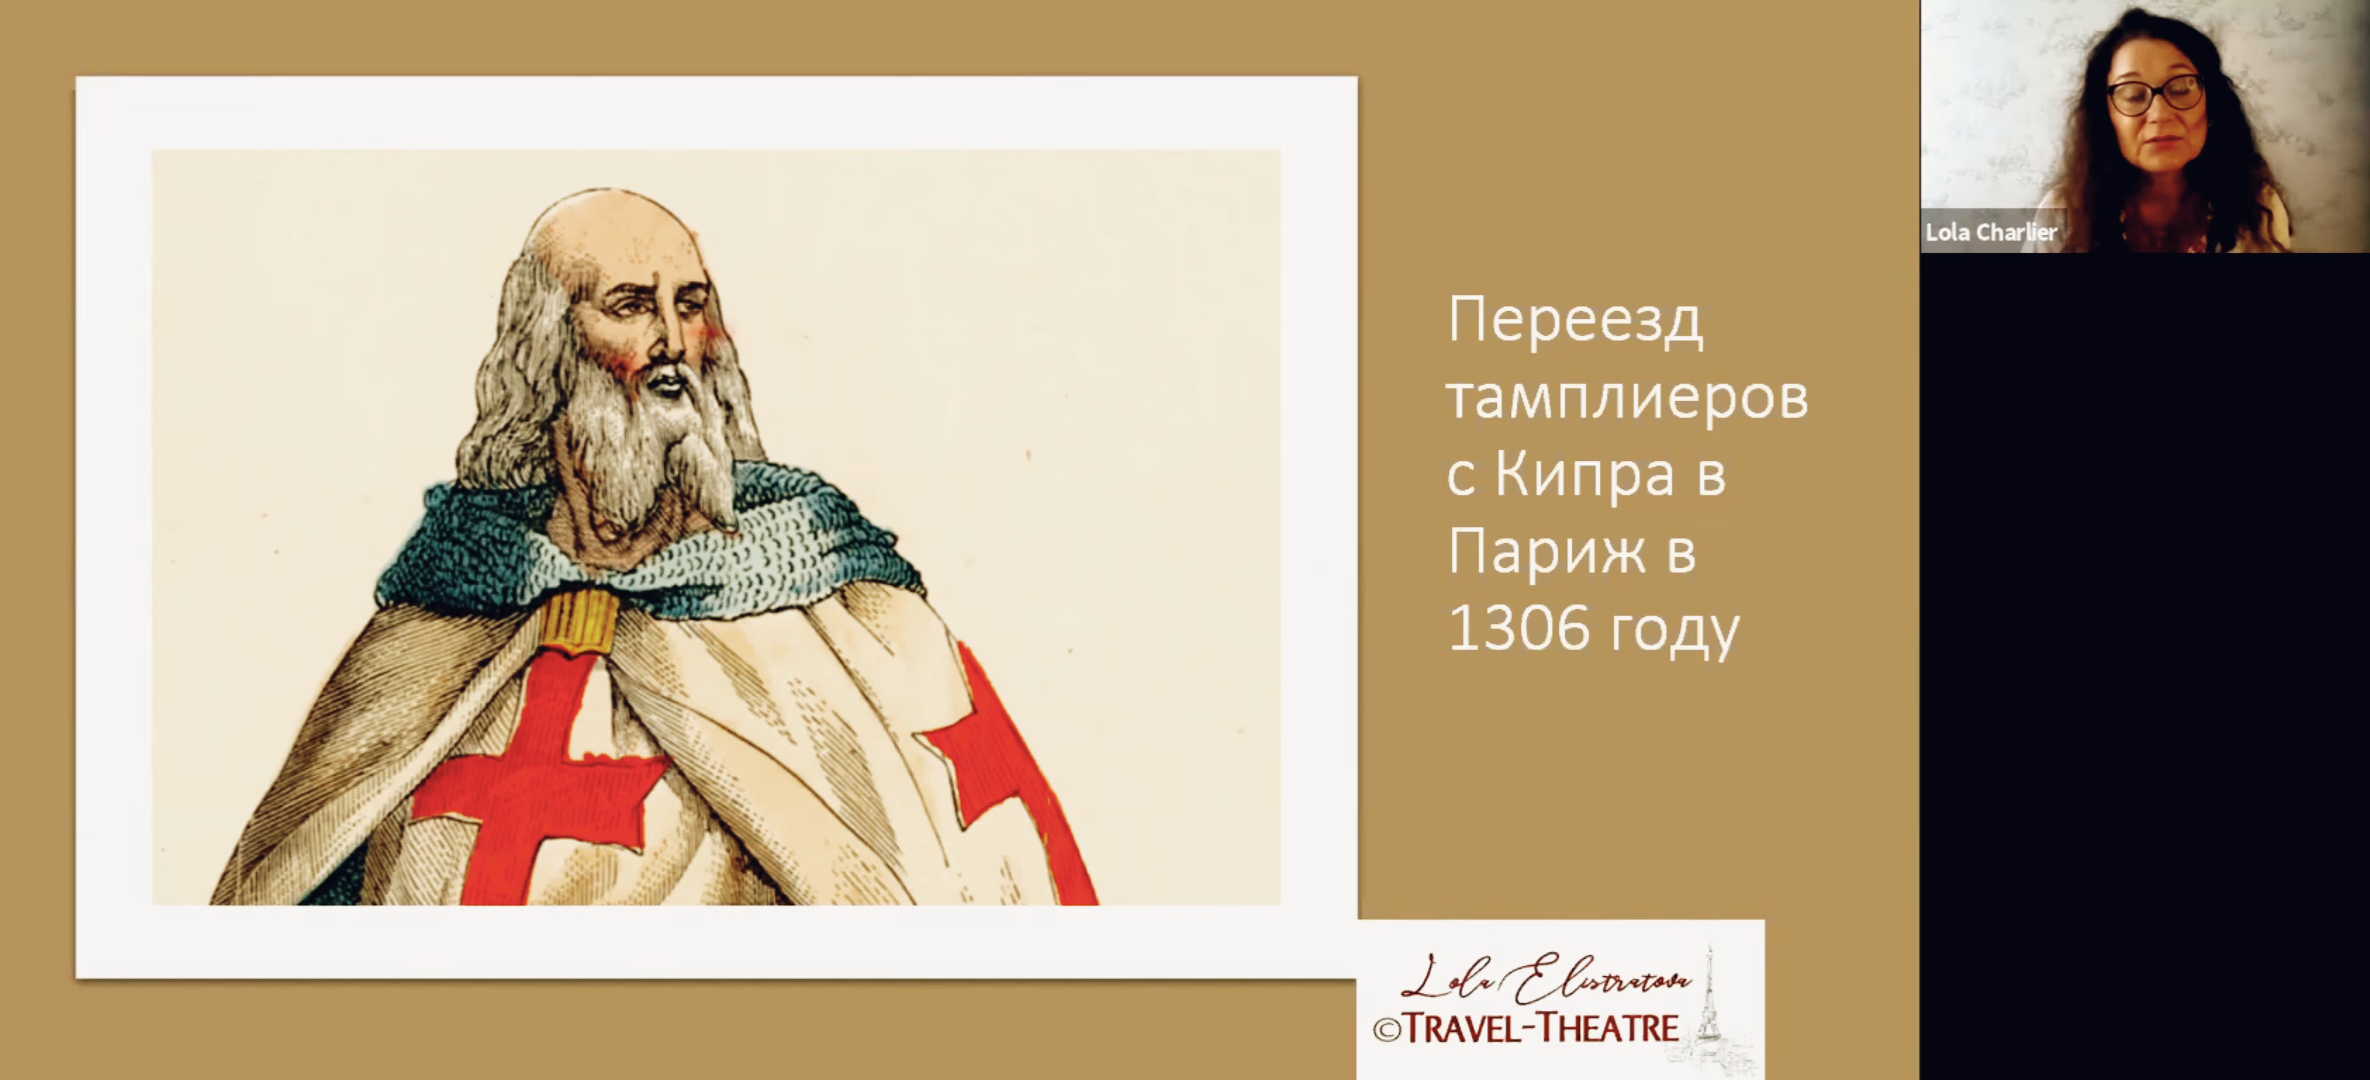 Переезд
тамплиеров
с Кипра в
Париж в
1306 году
Lola Charlier
Lola Elistratova
©TRAVEL-THEATRE